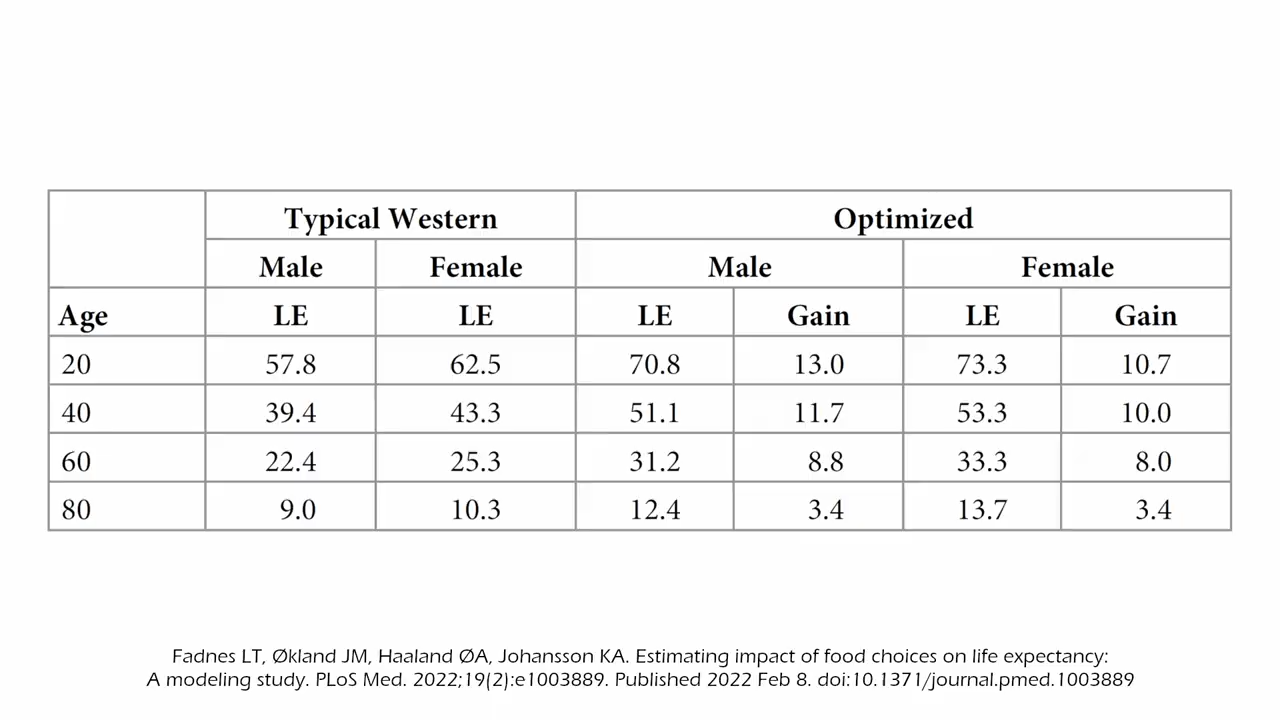 Typical Western Optimized
Male Female Male Female
Age LE LE LE Gain LE Gain
20 57.8 62.5 70.8 13.0 73.3 10.7
40 39.4 43.3 51.1 11.7 53.3 10.0
60 22.4 25.3 31.2 8.8 33.3 8.0
80 9.0 10.3 12.4 3.4 13.7 3.4
Fadnes LT, Økland JM, Haaland ØA, Johansson KA. Estimating impact of food choices on life expectancy:
A modeling study. PLoS Med. 2022;19(2):e1003889. Published 2022 Feb 8. doi:10.1371/journal.pmed.1003889